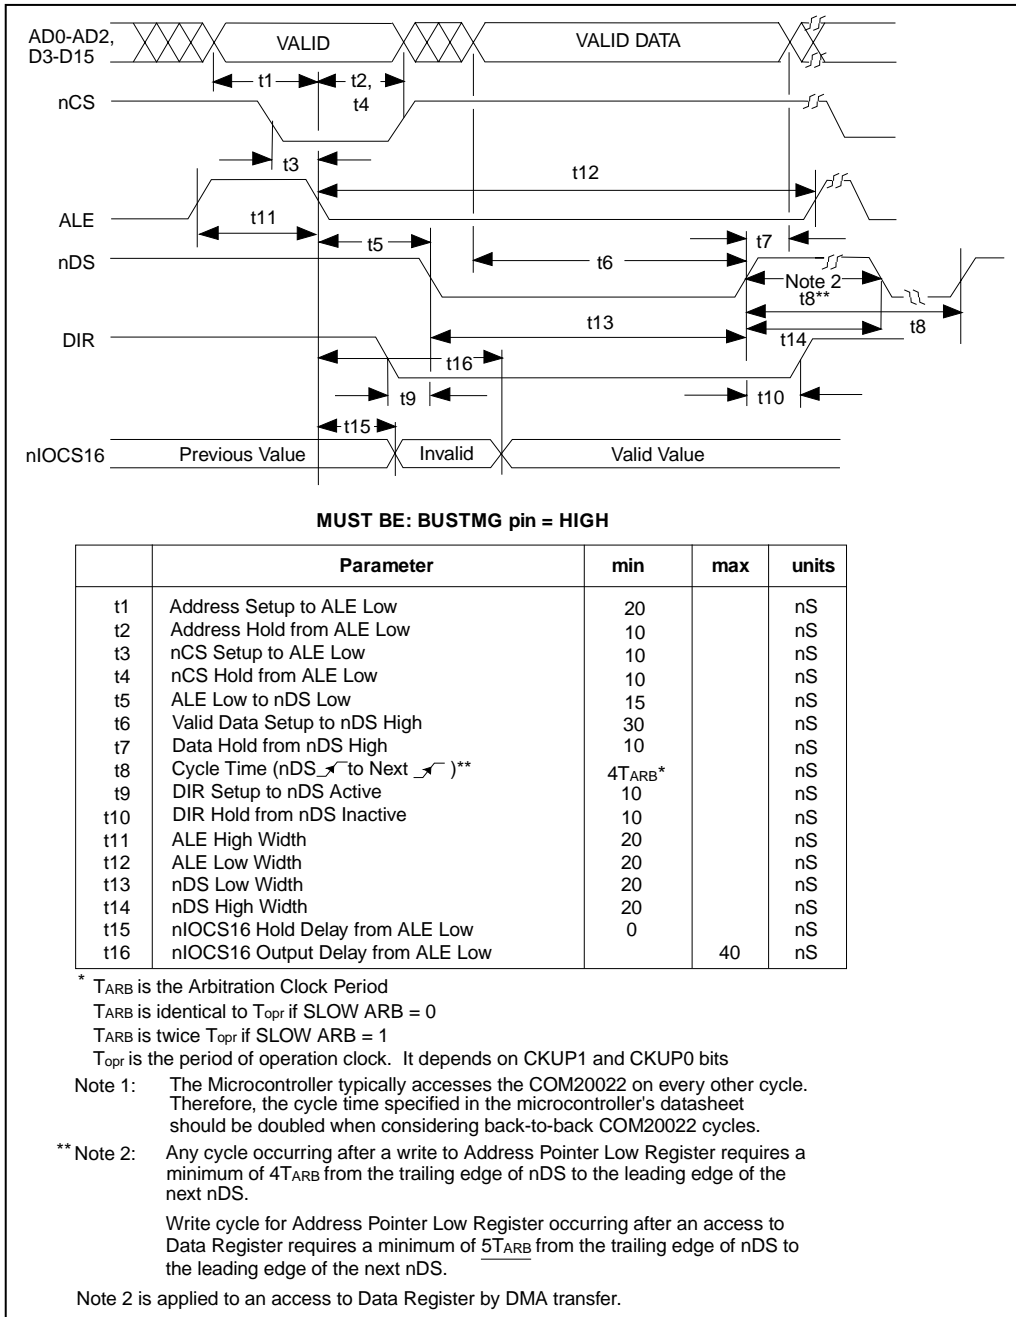 AD0-AD2,
D3-D15
VALID
VALID DATA
t1
t2,
t4
nCS
t3
t12
ALE
t11
t5
t7
nDS
t6
Note 2
t8**
t13
t8
DIR
t14
t16
t9
t10
t15
nIOCS16
Previous Value
Invalid
Valid Value
MUST BE: BUSTMG pin = HIGH
Parameter min max units
t1 Address Setup to ALE Low 20 nS
t2 Address Hold from ALE Low 10 nS
t3 nCS Setup to ALE Low 10 nS
t4 nCS Hold from ALE Low 10 nS
t5 ALE Low to nDS Low 15 nS
t6 Valid Data Setup to nDS High 30 nS
t7 Data Hold from nDS High 10 nS
t8 Cycle Time (nDS to Next )** 4TARB* nS
t9 DIR Setup to nDS Active 10 nS
t10 DIR Hold from nDS Inactive 10 nS
t11 ALE High Width 20 nS
t12 ALE Low Width 20 nS
t13 nDS Low Width 20 nS
t14 nDS High Width 20 nS
t15 nIOCS16 Hold Delay from ALE Low 0 nS
t16 nIOCS16 Output Delay from ALE Low 40 nS
* TARB is the Arbitration Clock Period
TARB is identical to Topr if SLOW ARB = 0
TARB is twice Topr if SLOW ARB = 1
Topr is the period of operation clock. It depends on CKUP1 and CKUP0 bits
Note 1: The Microcontroller typically accesses the COM20022 on every other cycle.
Therefore, the cycle time specified in the microcontroller's datasheet
should be doubled when considering back-to-back COM20022 cycles.
** Note 2: Any cycle occurring after a write to Address Pointer Low Register requires a
minimum of 4TARB from the trailing edge of nDS to the leading edge of the
next nDS.
Write cycle for Address Pointer Low Register occurring after an access to
Data Register requires a minimum of 5TARB from the trailing edge of nDS to
the leading edge of the next nDS.
Note 2 is applied to an access to Data Register by DMA transfer.